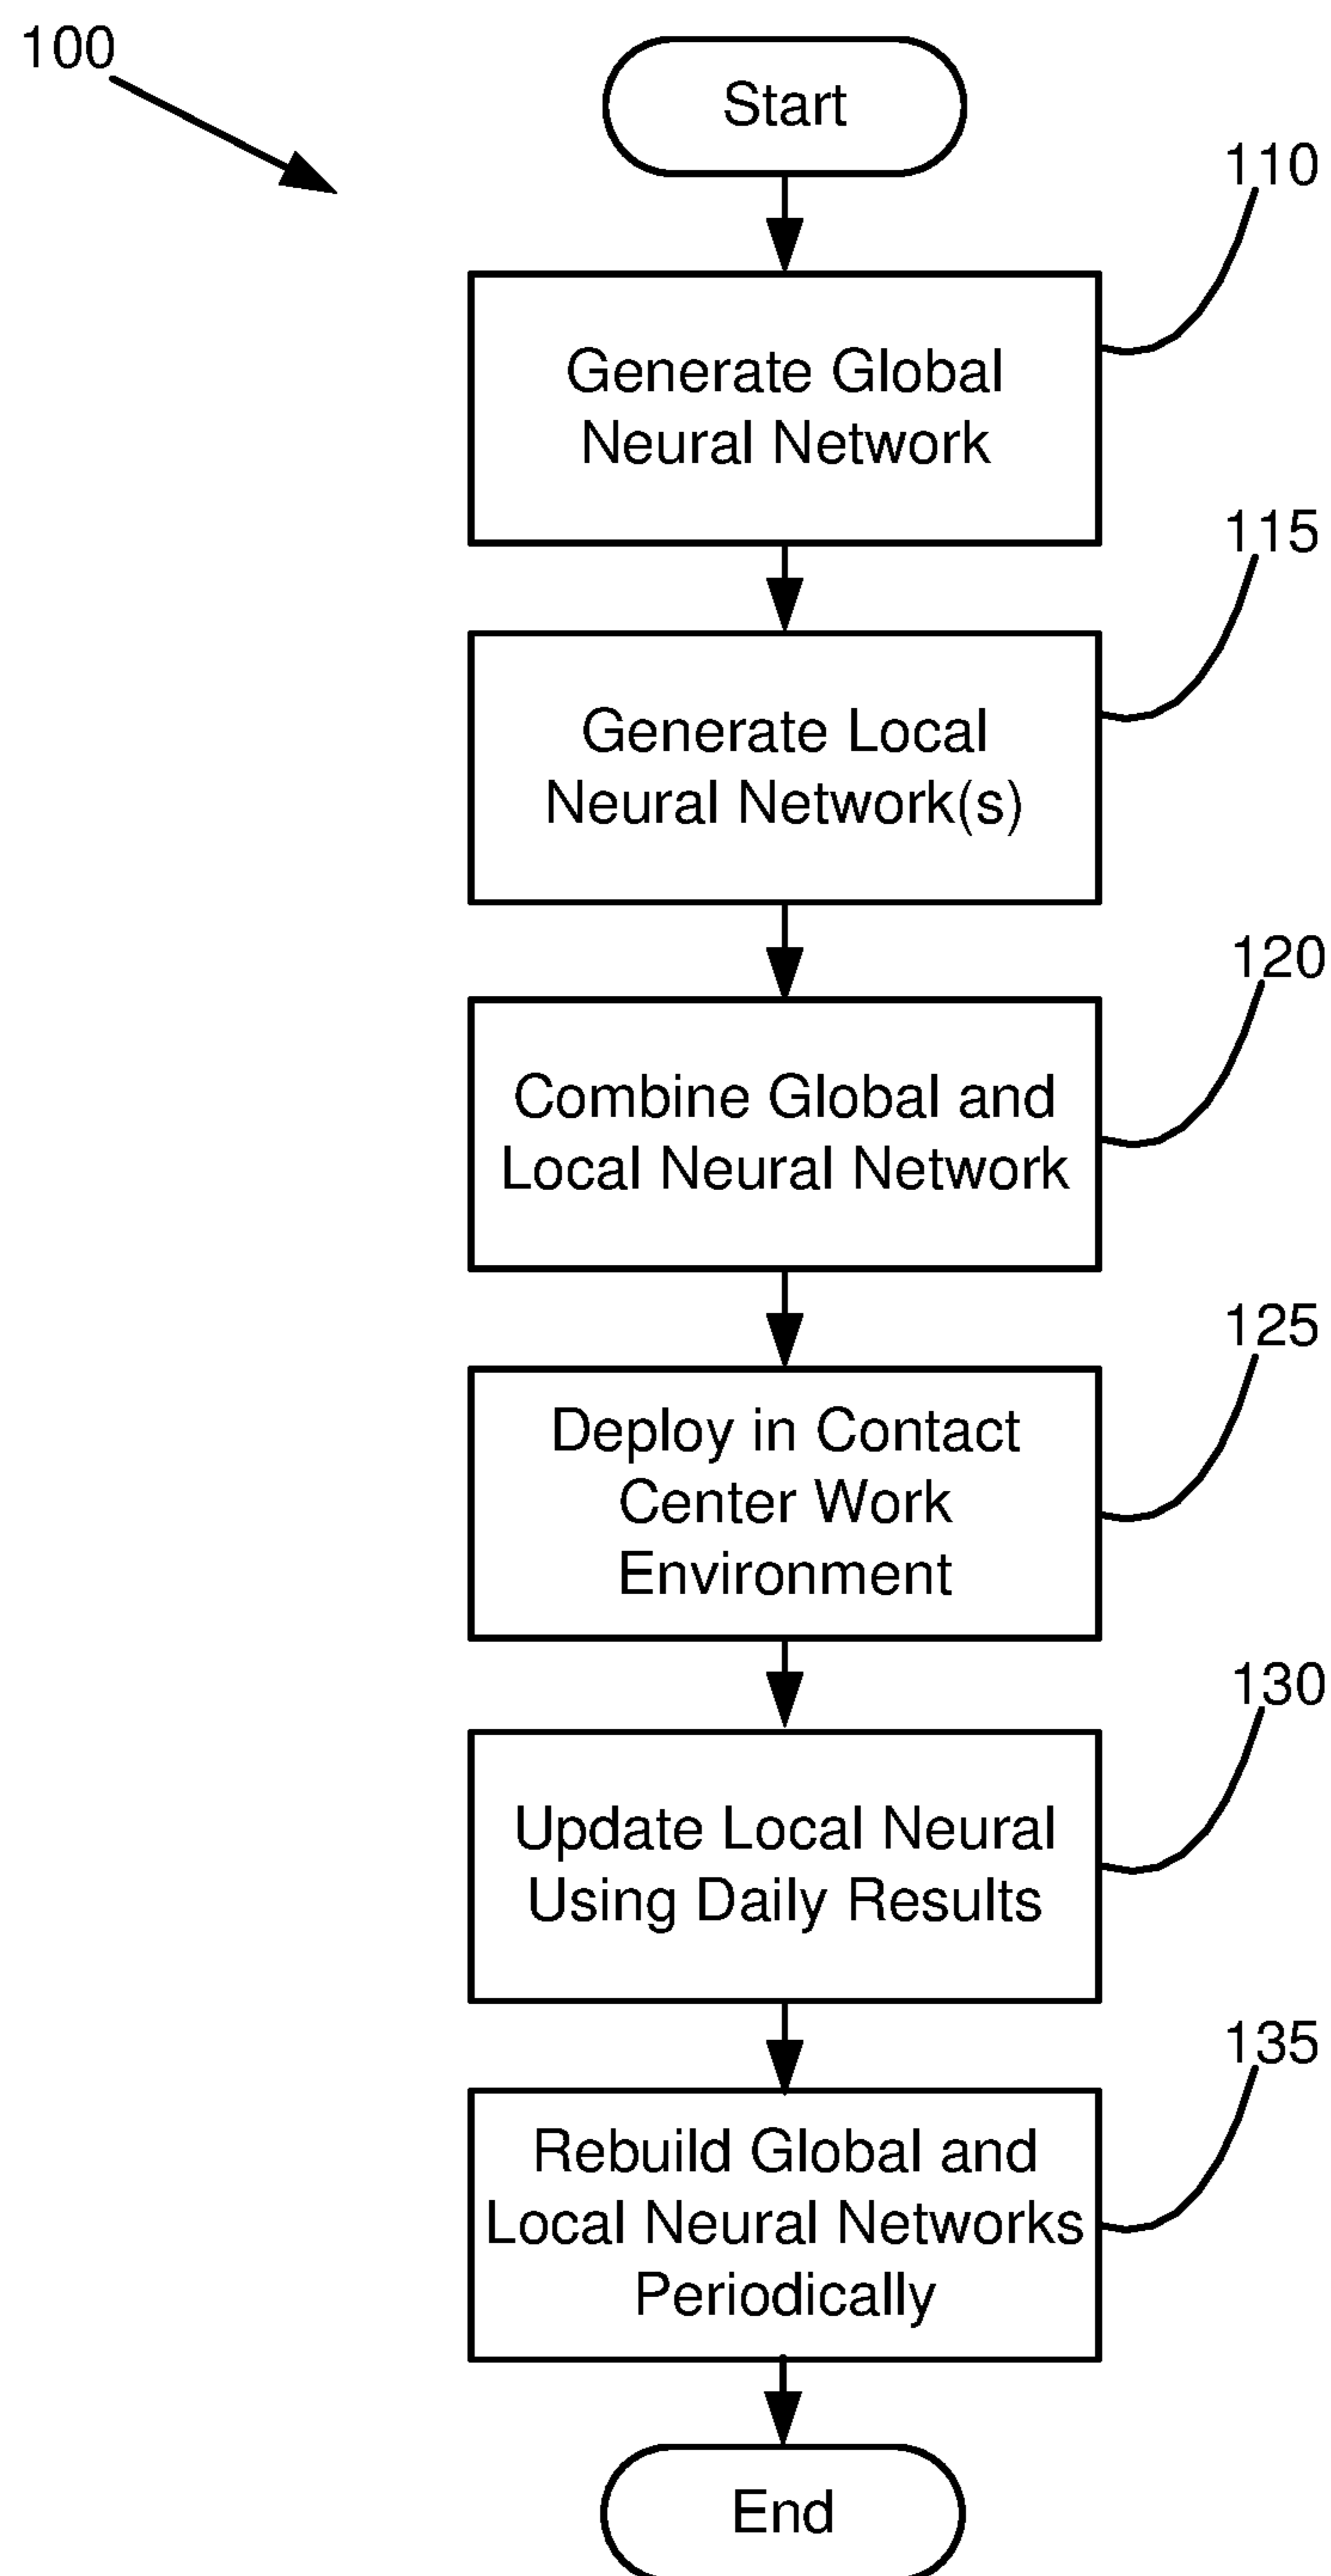 100
Start
110
Generate Global
Neural Network
115
Generate Local
Neural Network(s)
120
Combine Global and
Local Neural Network
125
Deploy in Contact
Center Work
Environment
130
Update Local Neural
Using Daily Results
135
Rebuild Global and
Local Neural Networks
Periodically
End